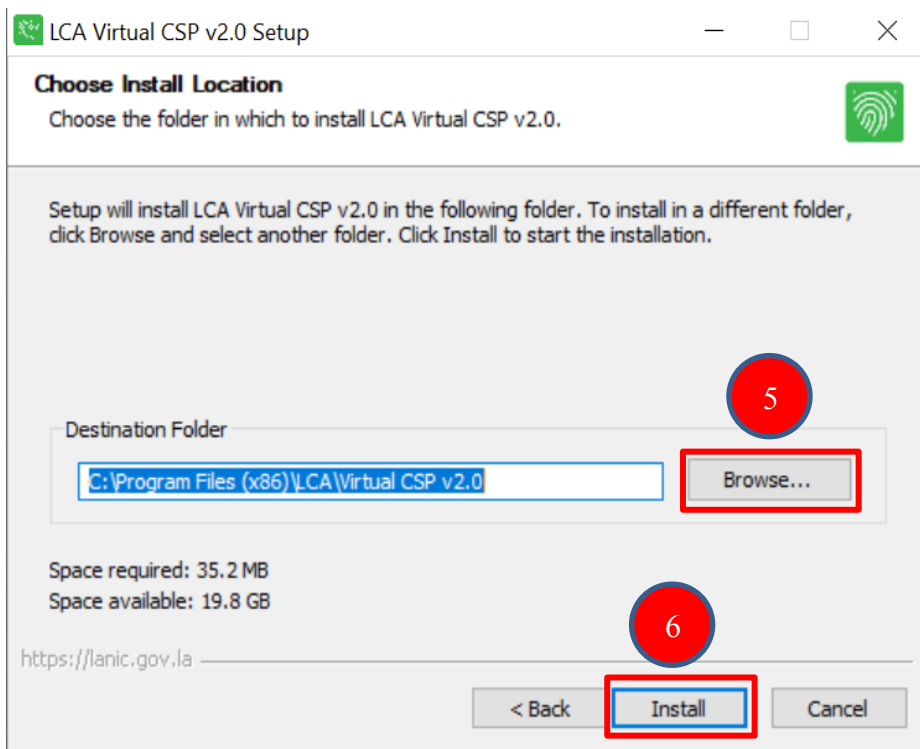 LCA Virtual CSP v2.0 Setup
Choose Install Location
Choose the folder in which to install LCA Virtual CSP v2.0.
Setup will install LCA Virtual CSP v2.0 in the following folder. To install in a different folder,
click Browse and select another folder. Click Install to start the installation.
5
Destination Folder
C:\Program Files (x86)\LCA\Virtual CSP v2.0
Browse...
Space required: 35.2 MB
Space available: 19.8 GB
6
https://lanic.gov.la
< Back
Install
Cancel